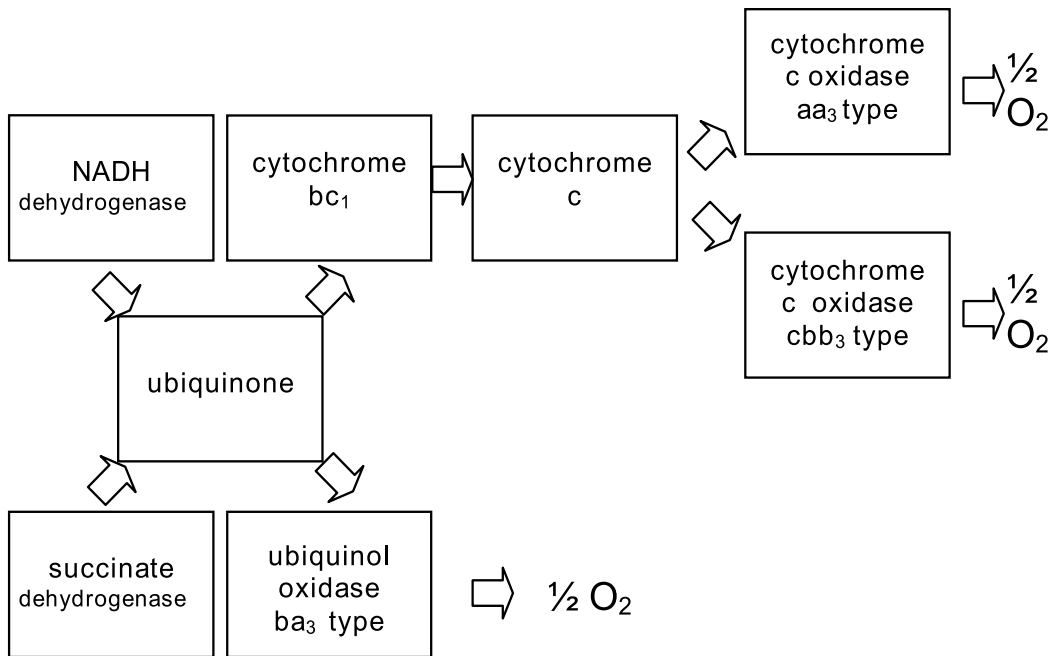 cytochrome
c oxidase
aa₃ type
½
O₂
NADH
dehydrogenase
cytochrome
bc₁
cytochrome
c
cytochrome
c oxidase
cbb₃ type
½
O₂
ubiquinone
succinate
dehydrogenase
ubiquinol
oxidase
ba₃ type
½ O₂